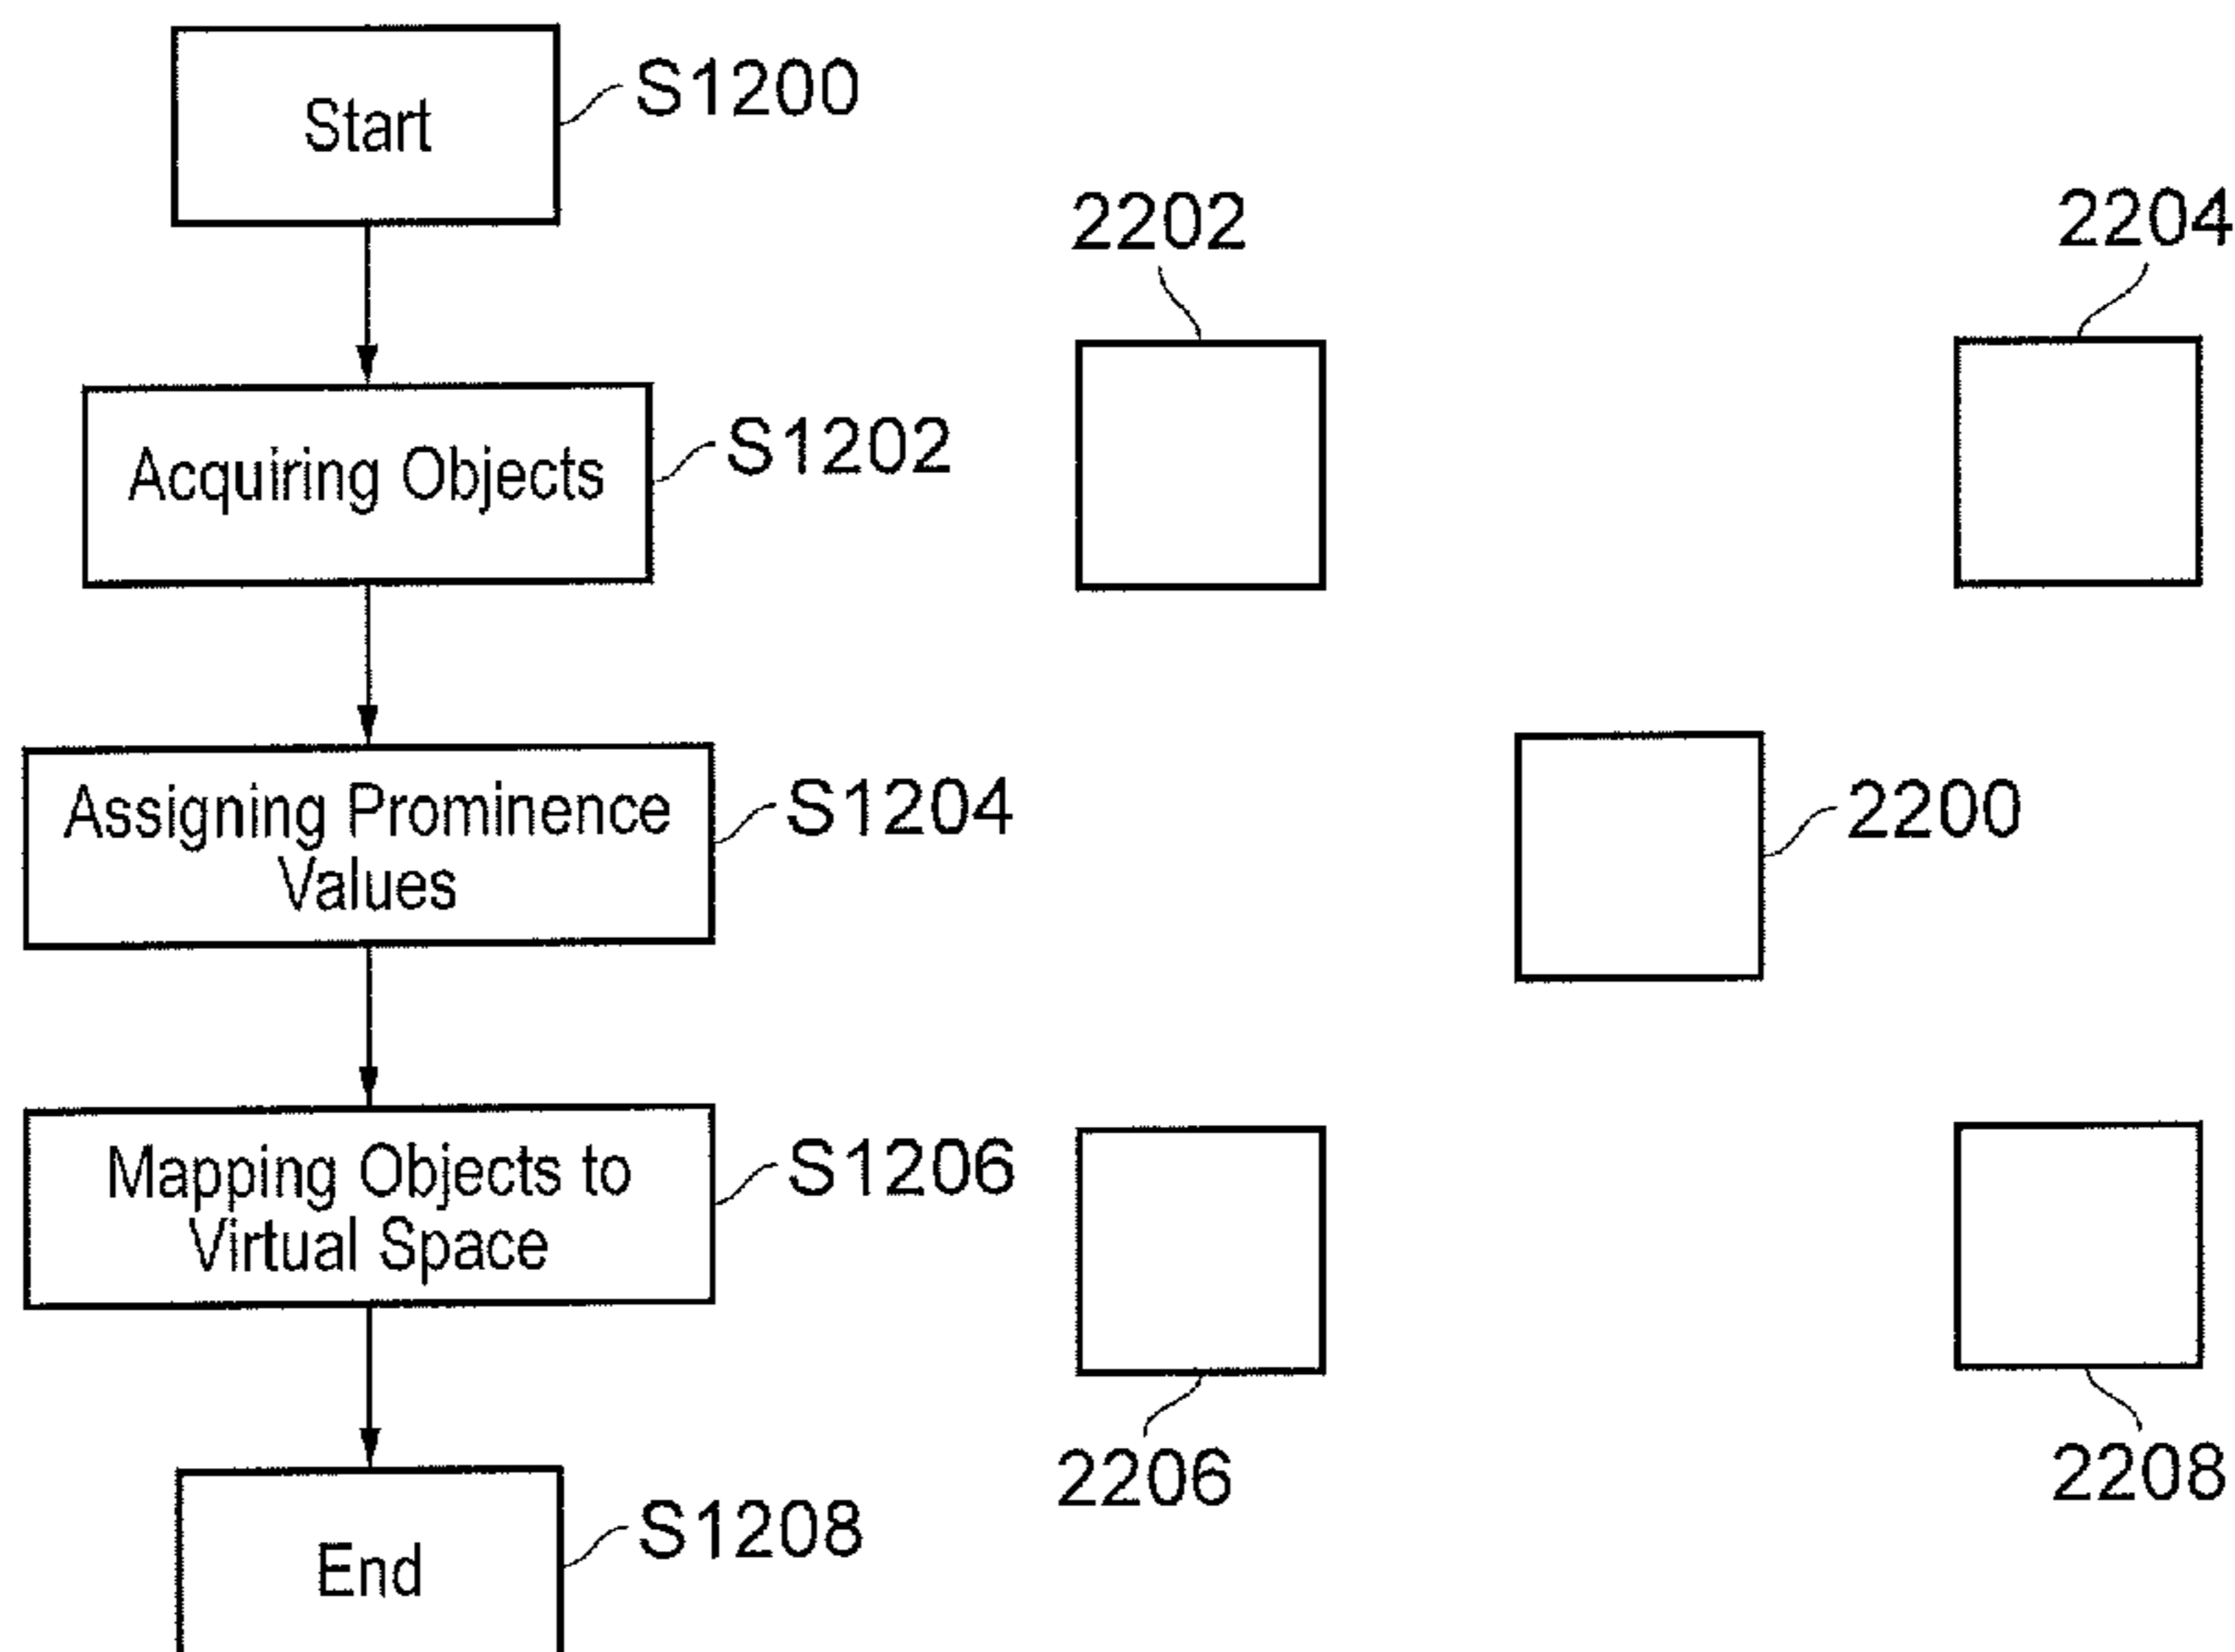 Start
S1200
Acquiring Objects
S1202
Assigning Prominence
Values
S1204
Mapping Objects to
Virtual Space
S1206
End
S1208
2202
2204
2200
2206
2208